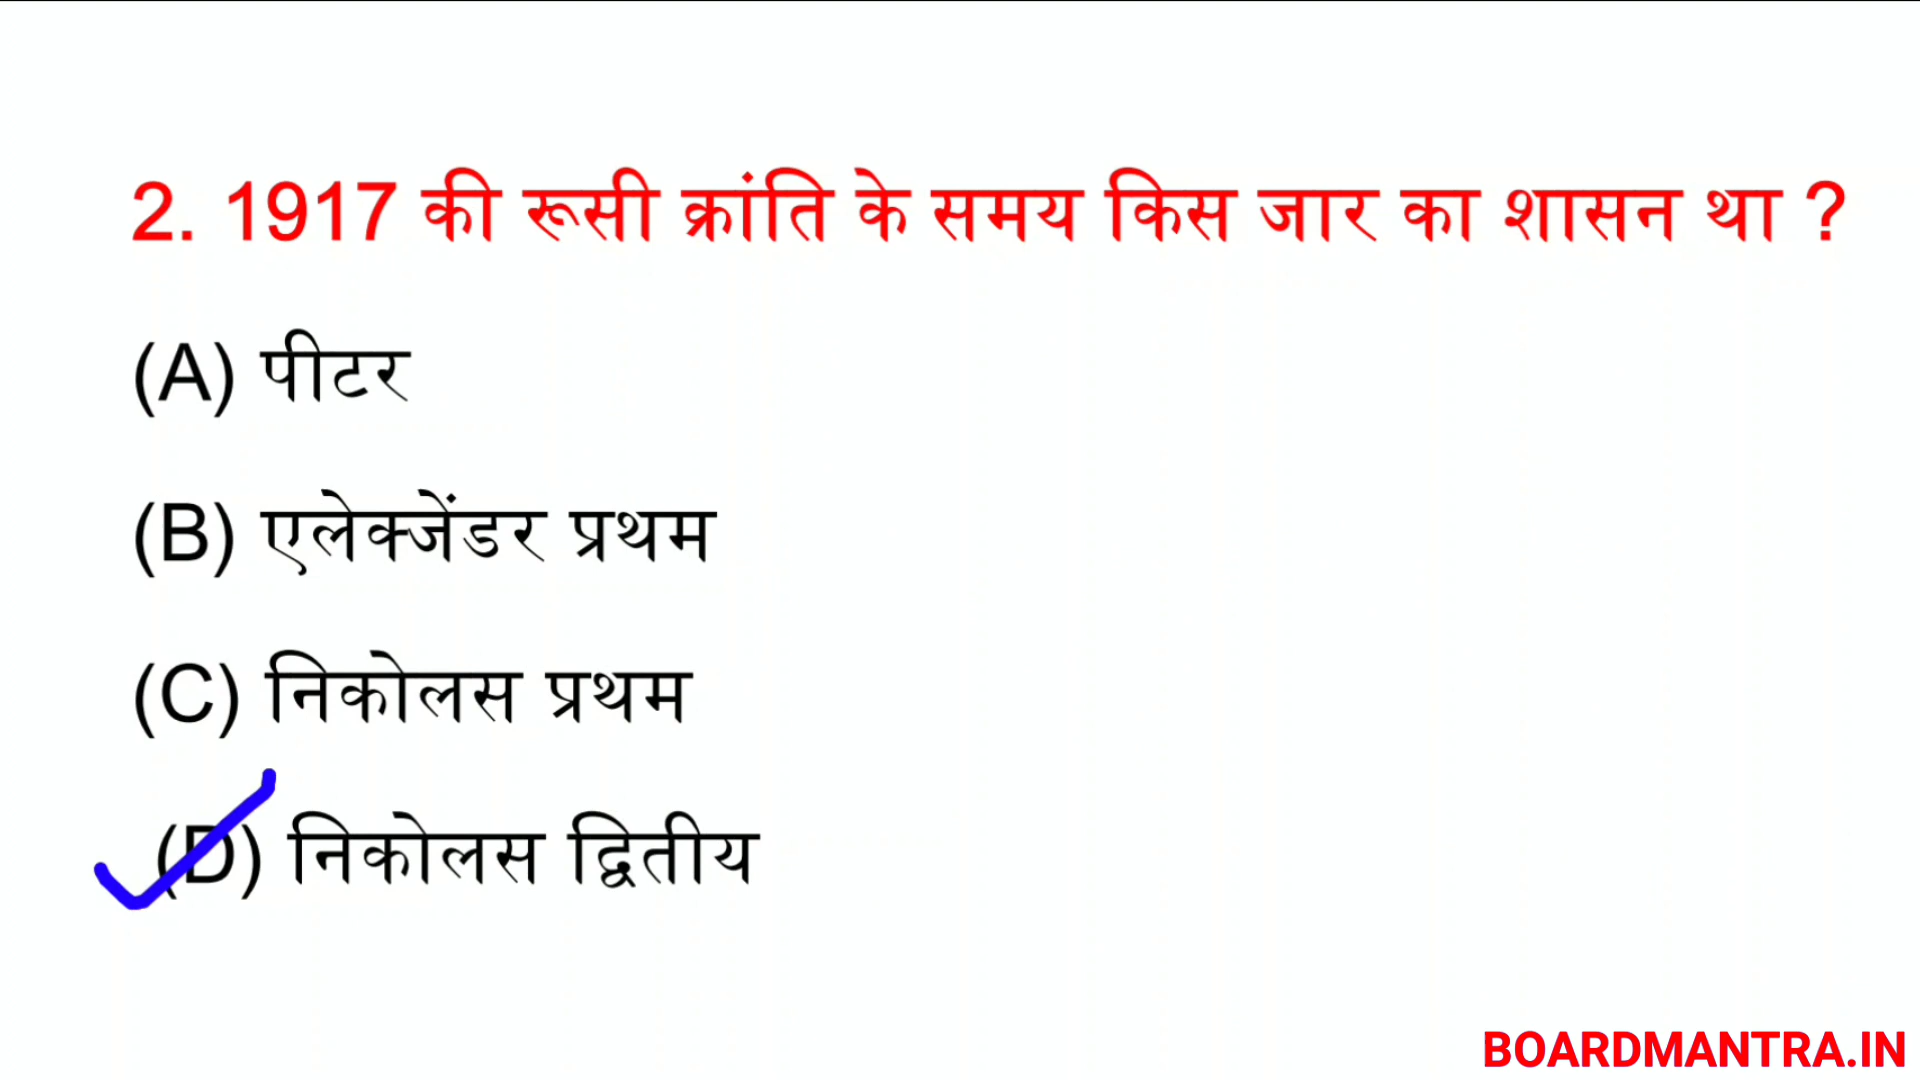 2. 1917 की रूसी क्रांति के समय किस जार का शासन था ?
(A) पीटर
(B) एलेक्जेंडर प्रथम
(C) निकोलस प्रथम
(D) निकोलस द्वितीय
BOARDMANTRA.IN